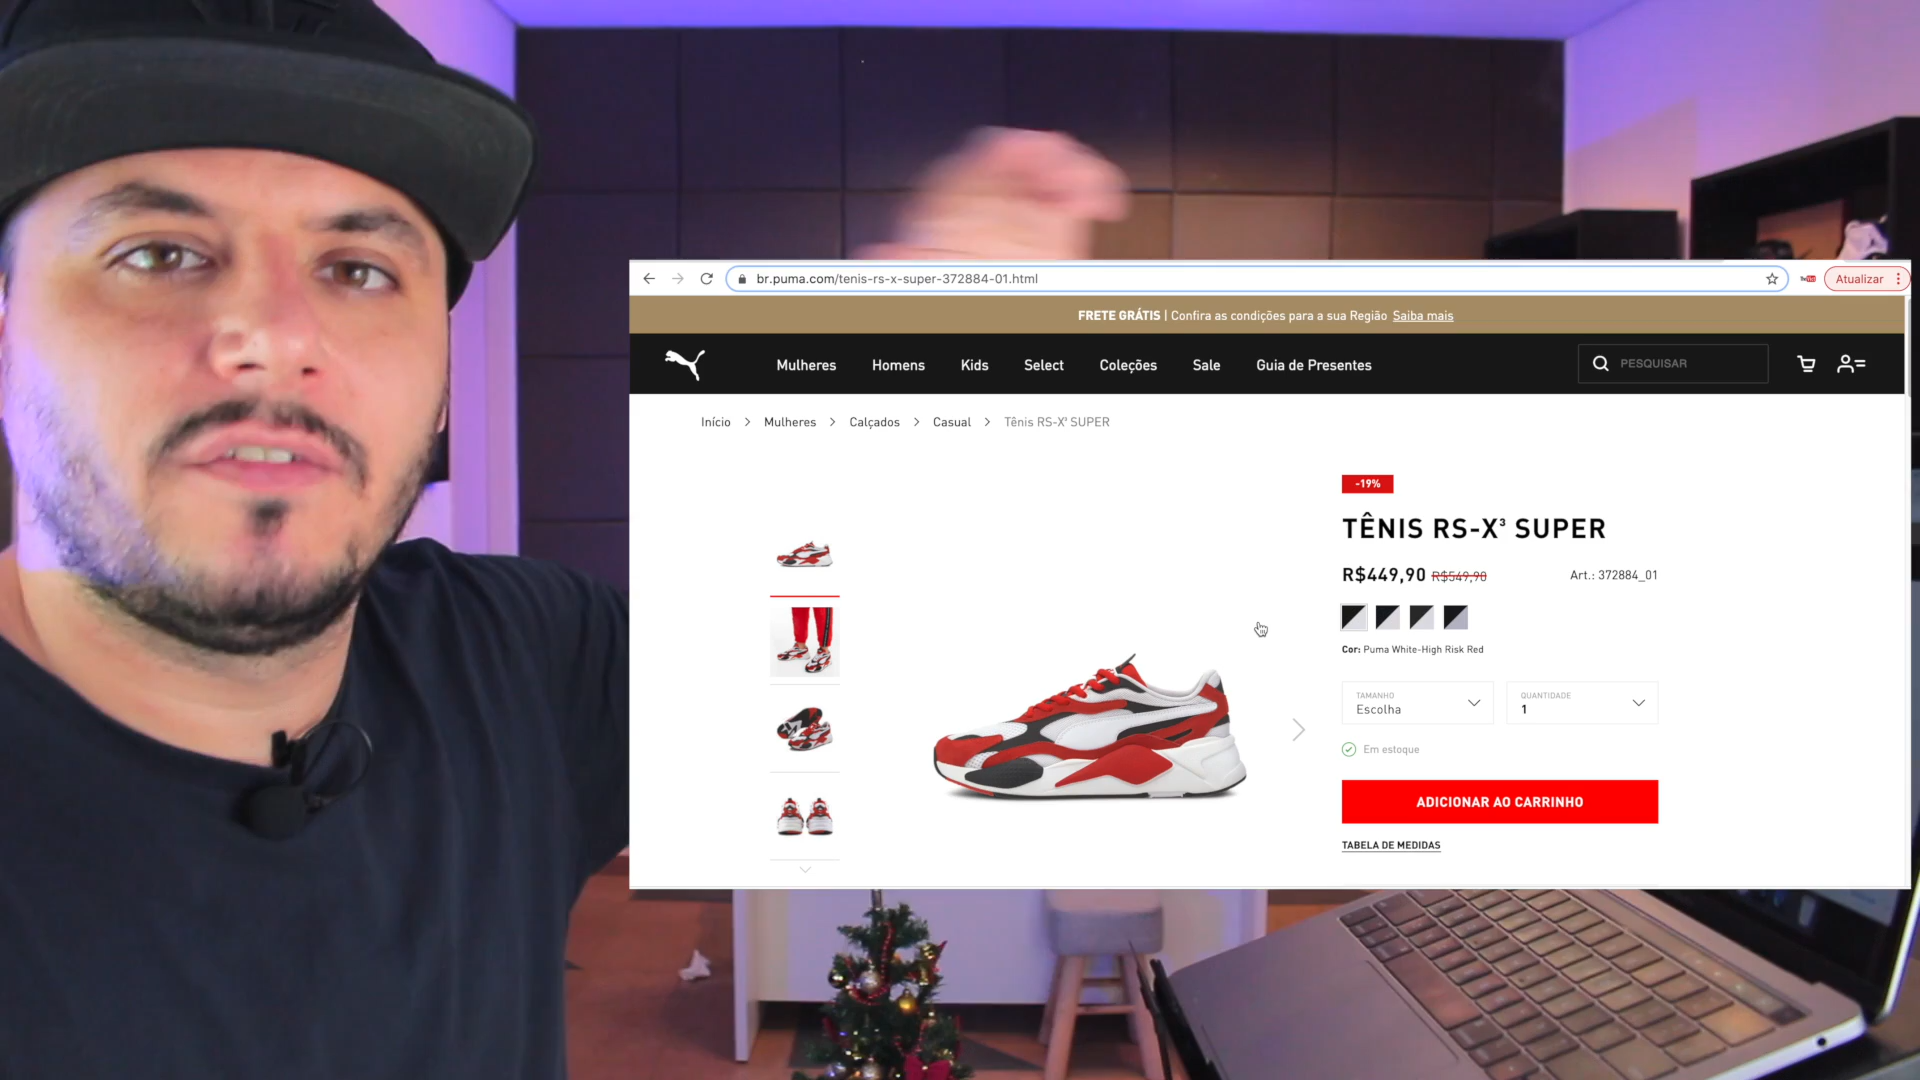 br.puma.com/tenis-rs-x-super-372884-01.html
Atualizar
FRETE GRÁTIS | Confira as condições para a sua Região Saiba mais
Mulheres Homens Kids Select Coleções Sale Guia de Presentes
PESQUISAR
Início > Mulheres > Calçados > Casual > Tênis RS-X³ SUPER
-19%
TÊNIS RS-X³ SUPER
R$449,90 R$549,90
Art.: 372884_01
Cor: Puma White-High Risk Red
TAMANHO
Escolha
QUANTIDADE
1
Em estoque
ADICIONAR AO CARRINHO
TABELA DE MEDIDAS